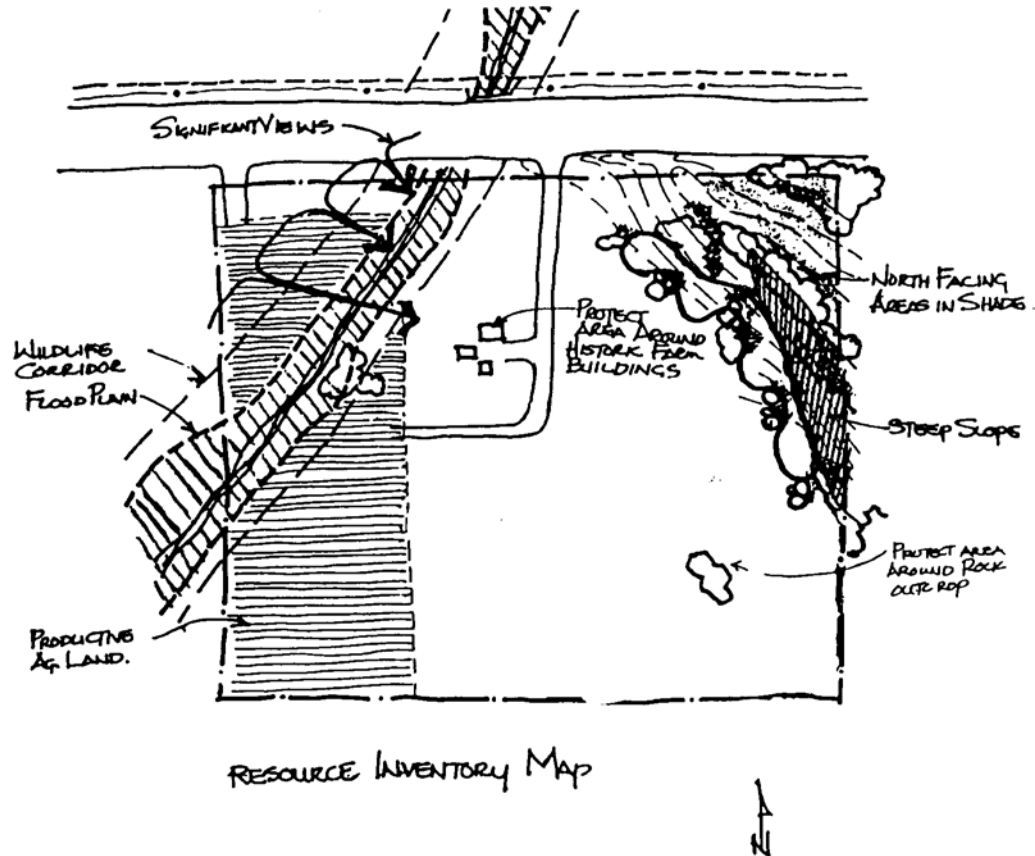 SIGNIFICANT VIEWS
NORTH FACING
AREAS IN SHADE
PROTECT
AREA AROUND
HISTORIC FARM
BUILDINGS
WILDLIFE
CORRIDOR
FLOOD PLAIN
STEEP SLOPE
PROTECT AREA
AROUND ROCK
OUTCROP
PRODUCTIVE
AG LAND.
RESOURCE INVENTORY MAP
N